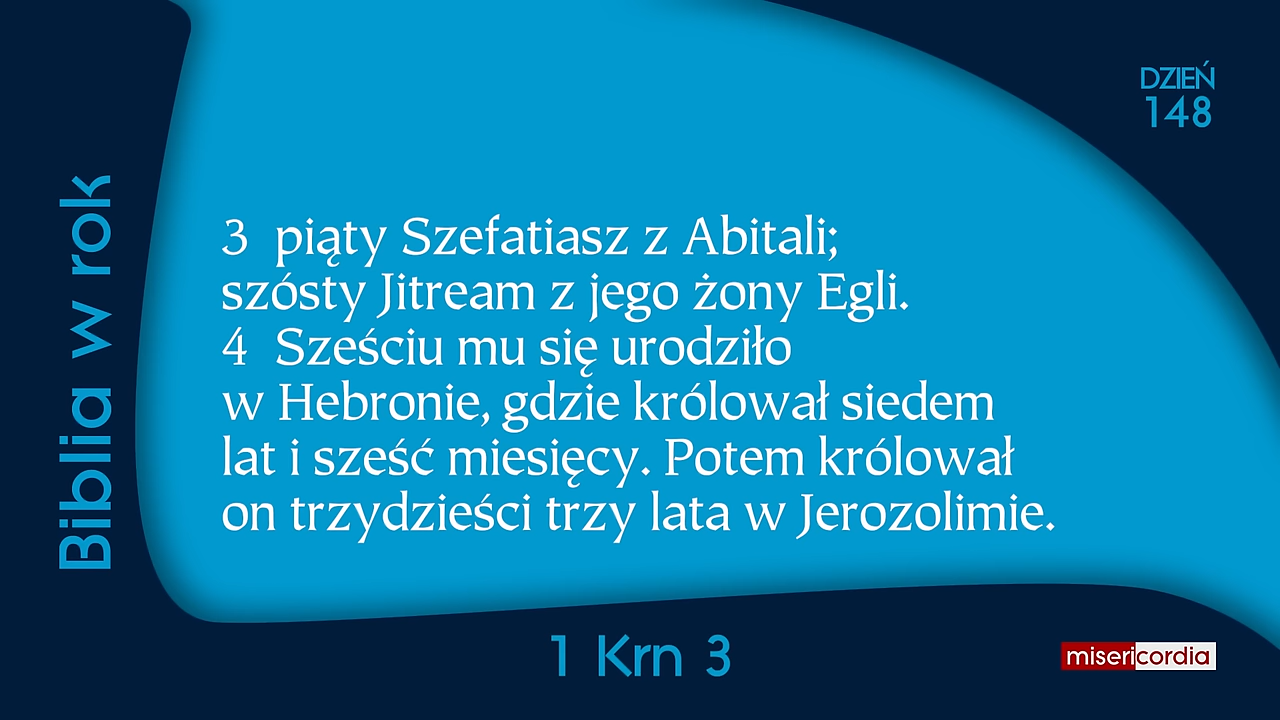 DZIEŃ
148
Biblia w rok
3 piąty Szefatiasz z Abitali;
szósty Jitream z jego żony Egli.
4 Sześciu mu się urodziło
w Hebronie, gdzie królował siedem
lat i sześć miesięcy. Potem królował
on trzydzieści trzy lata w Jerozolimie.
1 Krn 3
misericordia